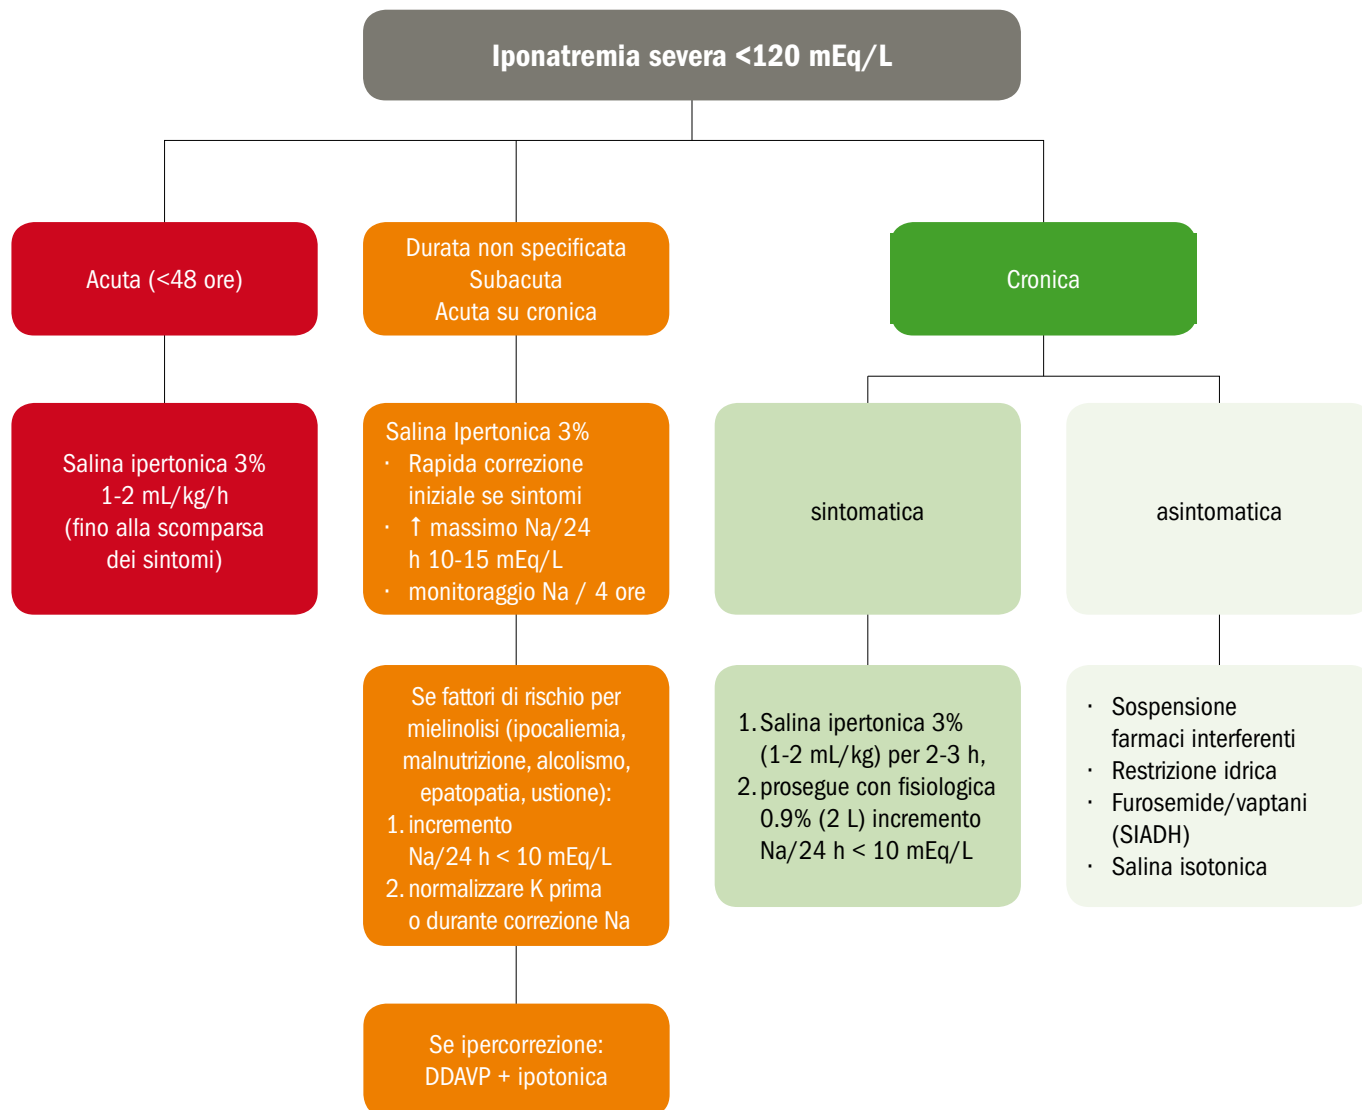 Iponatremia severa <120 mEq/L
Acuta (<48 ore)
Durata non specificata
Subacuta
Acuta su cronica
Cronica
Salina ipertonica 3%
1-2 mL/kg/h
(fino alla scomparsa
dei sintomi)
Salina Ipertonica 3%
· Rapida correzione
iniziale se sintomi
· ↑ massimo Na/24
h 10-15 mEq/L
· monitoraggio Na / 4 ore
sintomatica
asintomatica
Se fattori di rischio per
mielinolisi (ipocaliemia,
malnutrizione, alcolismo,
epatopatia, ustione):
1. incremento
Na/24 h < 10 mEq/L
2. normalizzare K prima
o durante correzione Na
1. Salina ipertonica 3%
(1-2 mL/kg) per 2-3 h,
2. prosegue con fisiologica
0.9% (2 L) incremento
Na/24 h < 10 mEq/L
· Sospensione
farmaci interferenti
· Restrizione idrica
· Furosemide/vaptani
(SIADH)
· Salina isotonica
Se ipercorrezione:
DDAVP + ipotonica